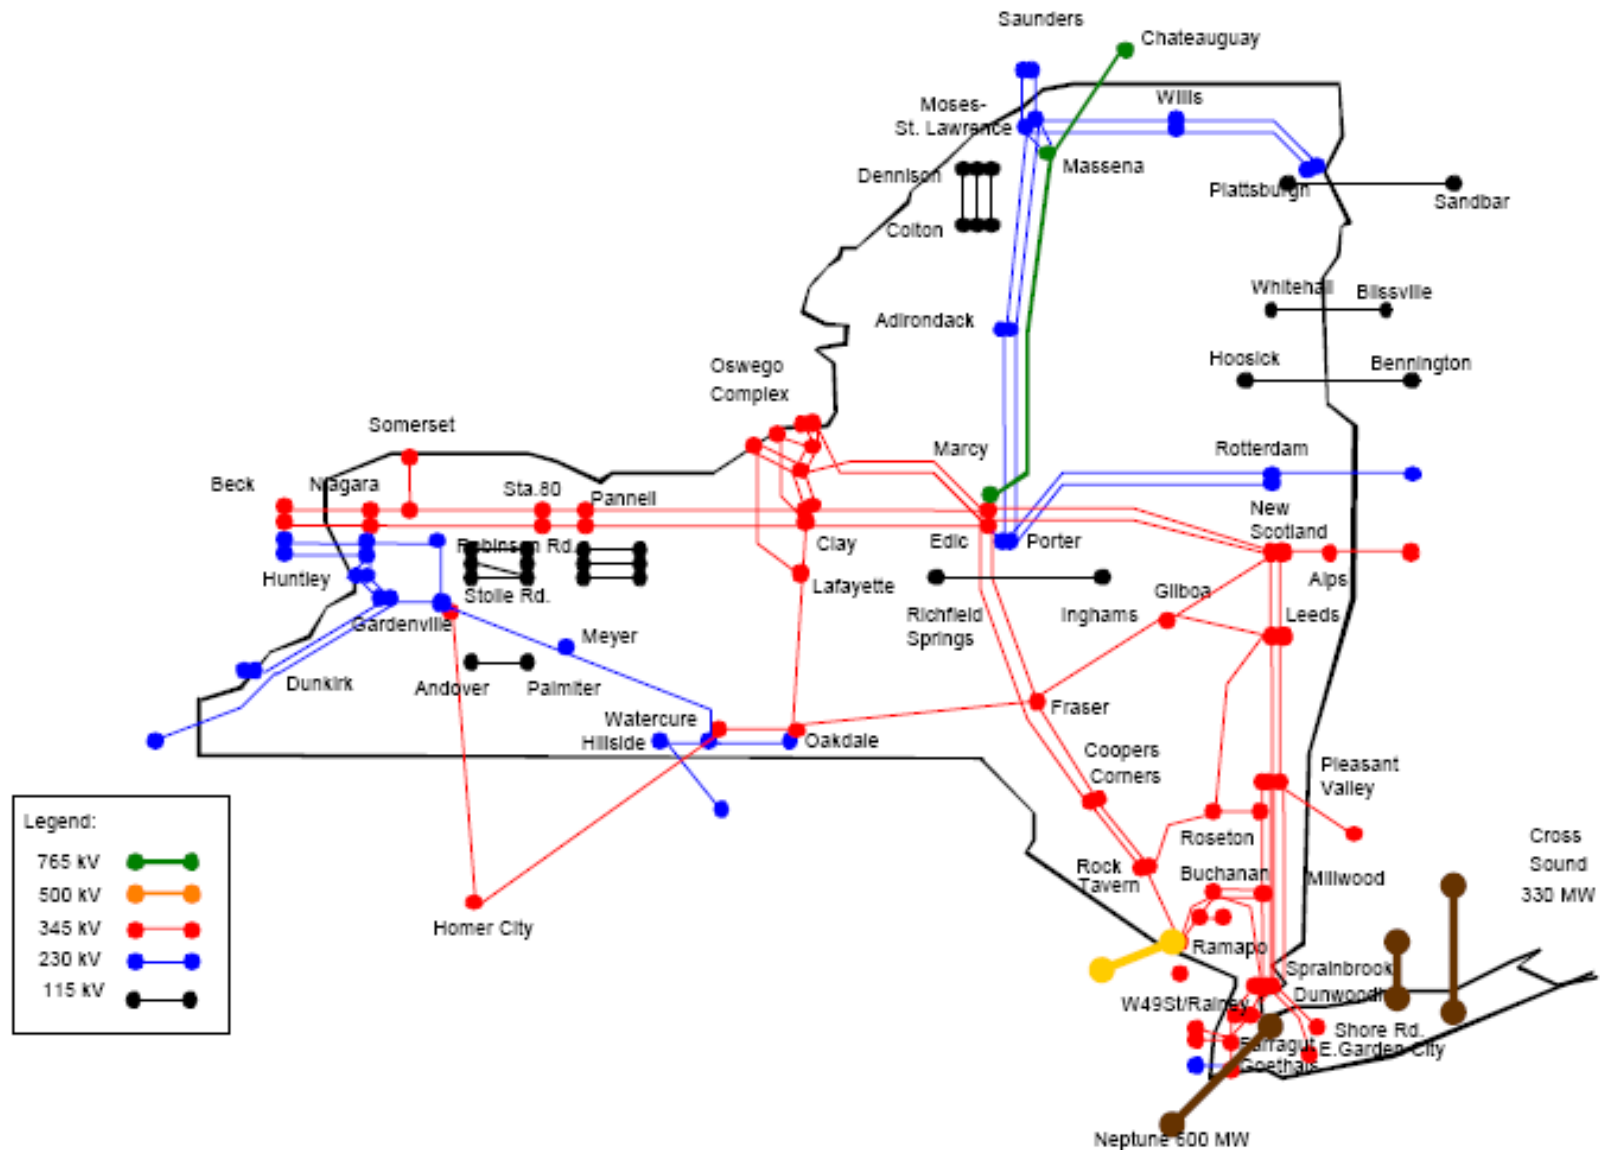 Saunders
Chateauguay
Moses-
St. Lawrence
Willis
Massena
Dennison
Plattsburgh
Sandbar
Colton
Whitehall
Blissville
Adirondack
Hoosick
Bennington
Oswego
Complex
Somerset
Marcy
Rotterdam
Beck
Niagara
Sta.80
Pannell
New
Scotland
Robinson Rd.
Clay
Edic
Porter
Huntley
Stolle Rd.
Lafayette
Alps
Gilboa
Richfield
Springs
Inghams
Leeds
Gardenville
Meyer
Dunkirk
Andover
Palmiter
Fraser
Watercure
Hillside
Oakdale
Coopers
Corners
Pleasant
Valley
Legend:
765 kV
500 kV
345 kV
230 kV
115 kV
Roseton
Cross
Sound
330 MW
Rock
Tavern
Buchanan
Millwood
Homer City
Ramapo
Sprainbrook
Dunwoodie
W49St/Rainey
Shore Rd.
Farragut
E.Garden City
Goethals
Neptune 600 MW